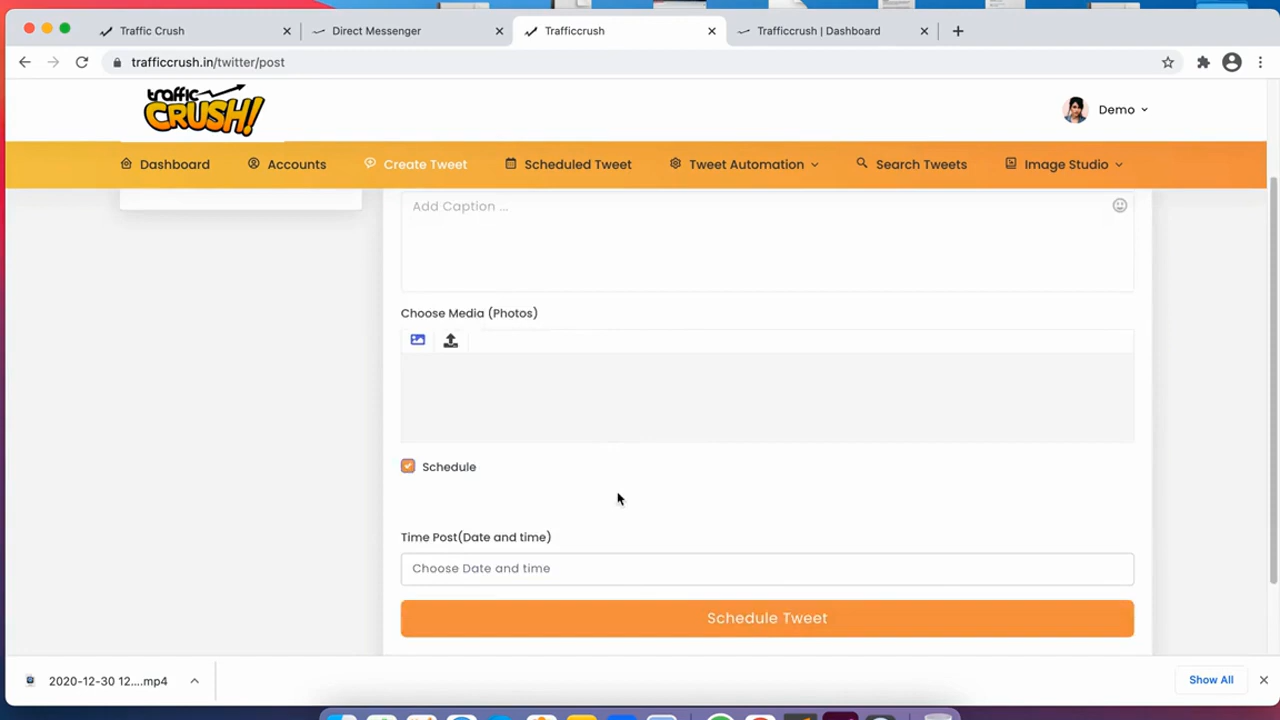 Traffic Crush
Direct Messenger
Trafficcrush
Trafficcrush | Dashboard
trafficcrush.in/twitter/post
traffic
CRUSH!
Demo
Dashboard
Accounts
Create Tweet
Scheduled Tweet
Tweet Automation
Search Tweets
Image Studio
Add Caption ...
Choose Media (Photos)
Schedule
Time Post(Date and time)
Choose Date and time
Schedule Tweet
2020-12-30 12....mp4
Show All